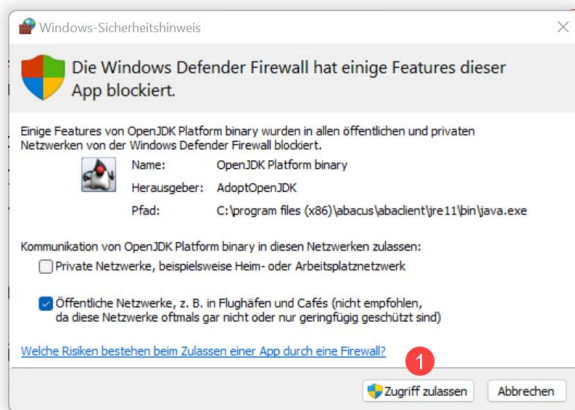 Windows-Sicherheitshinweis
Die Windows Defender Firewall hat einige Features dieser
App blockiert.
Einige Features von OpenJDK Platform binary wurden in allen öffentlichen und privaten
Netzwerken von der Windows Defender Firewall blockiert.
Name: OpenJDK Platform binary
Herausgeber: AdoptOpenJDK
Pfad: C:\program files (x86)\abacus\abaclient\jre11\bin\java.exe
Kommunikation von OpenJDK Platform binary in diesen Netzwerken zulassen:
Private Netzwerke, beispielsweise Heim- oder Arbeitsplatznetzwerk
Öffentliche Netzwerke, z. B. in Flughäfen und Cafés (nicht empfohlen,
da diese Netzwerke oftmals gar nicht oder nur geringfügig geschützt sind)
Welche Risiken bestehen beim Zulassen einer App durch eine Firewall?
1
Zugriff zulassen Abbrechen